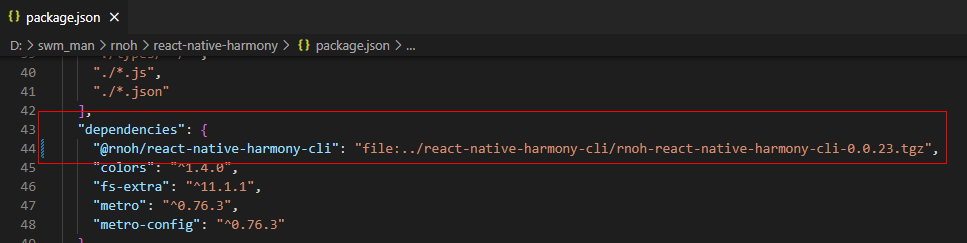 {} package.json ×
D: > swm_man > rnoh > react-native-harmony > {} package.json > ...
40 "./*.js",
41 "./*.json"
42 ],
43 "dependencies": {
44 "@rnoh/react-native-harmony-cli": "file:../react-native-harmony-cli/rnoh-react-native-harmony-cli-0.0.23.tgz",
45 "colors": "^1.4.0",
46 "fs-extra": "^11.1.1",
47 "metro": "^0.76.3",
48 "metro-config": "^0.76.3"